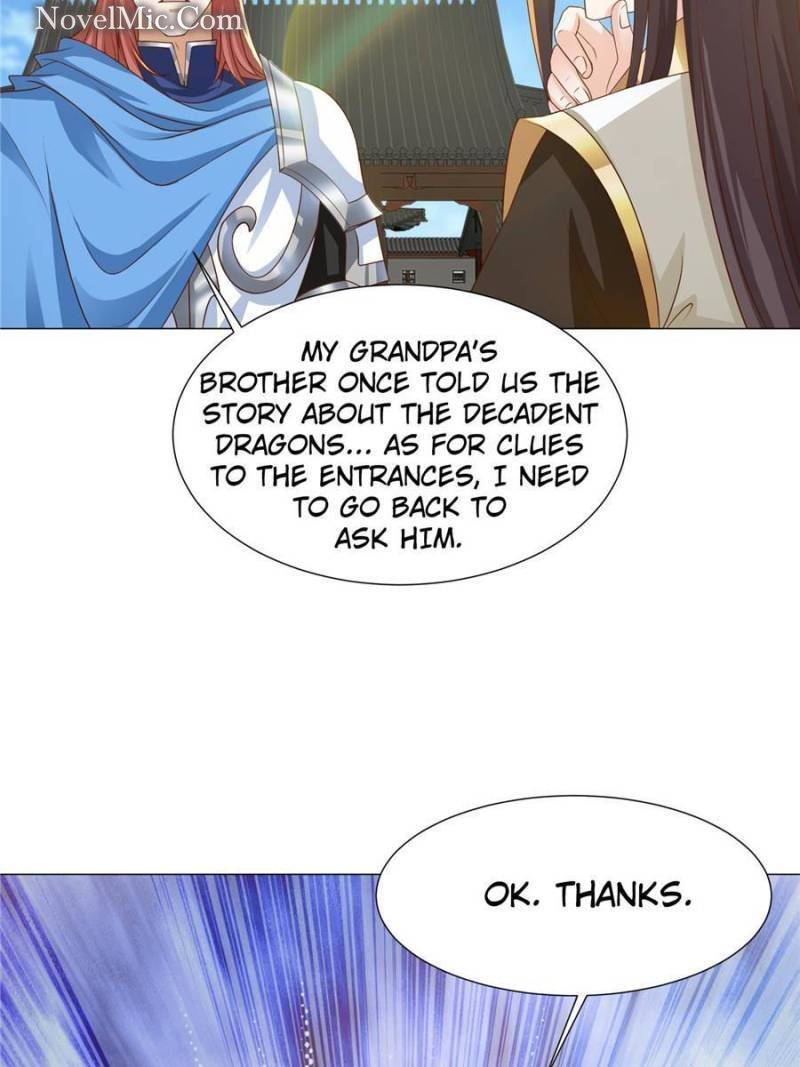 NovelMic.Com
MY GRANDPA'S
BROTHER ONCE TOLD US THE
STORY ABOUT THE DECADENT
DRAGONS... AS FOR CLUES
TO THE ENTRANCES, I NEED
TO GO BACK TO
ASK HIM.
OK. THANKS.